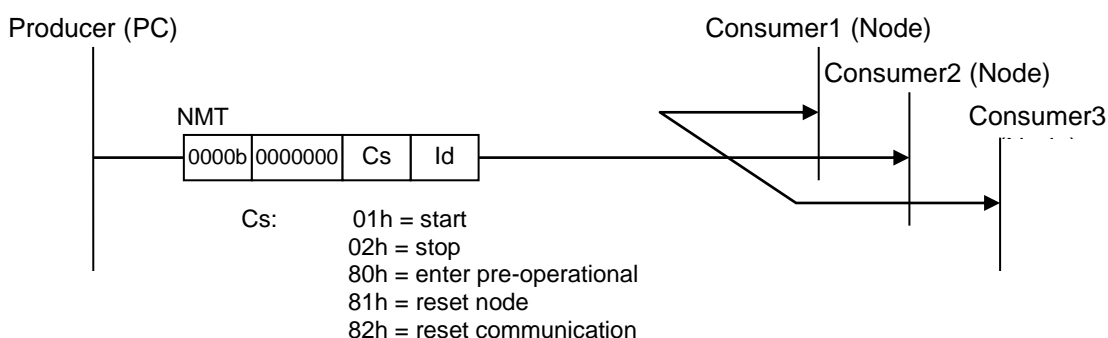 Producer (PC)
Consumer1 (Node)
Consumer2 (Node)
Consumer3
NMT
0000b 0000000 Cs Id
Cs: 01h = start
02h = stop
80h = enter pre-operational
81h = reset node
82h = reset communication